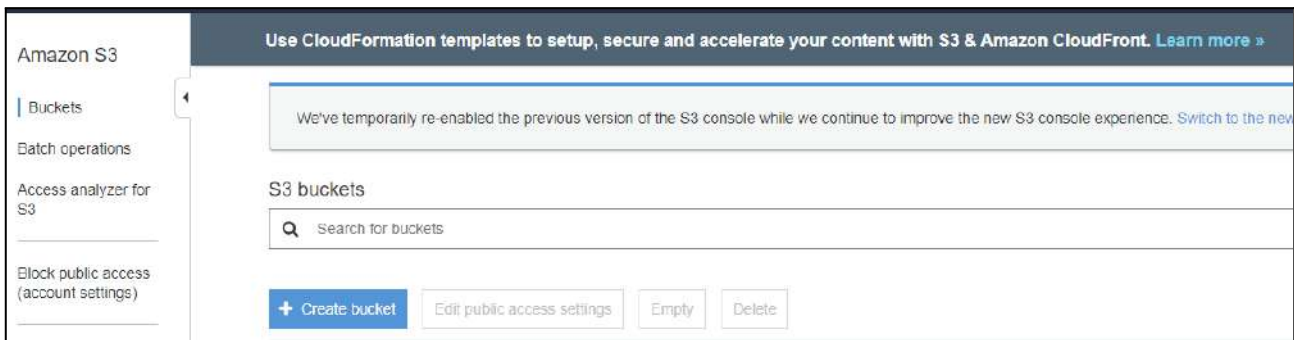 Amazon S3
Buckets
Batch operations
Access analyzer for
S3
Block public access
(account settings)
Use CloudFormation templates to setup, secure and accelerate your content with S3 & Amazon CloudFront. Learn more »
We've temporarily re-enabled the previous version of the S3 console while we continue to improve the new S3 console experience. Switch to the new
S3 buckets
Search for buckets
+ Create bucket
Edit public access settings
Empty
Delete